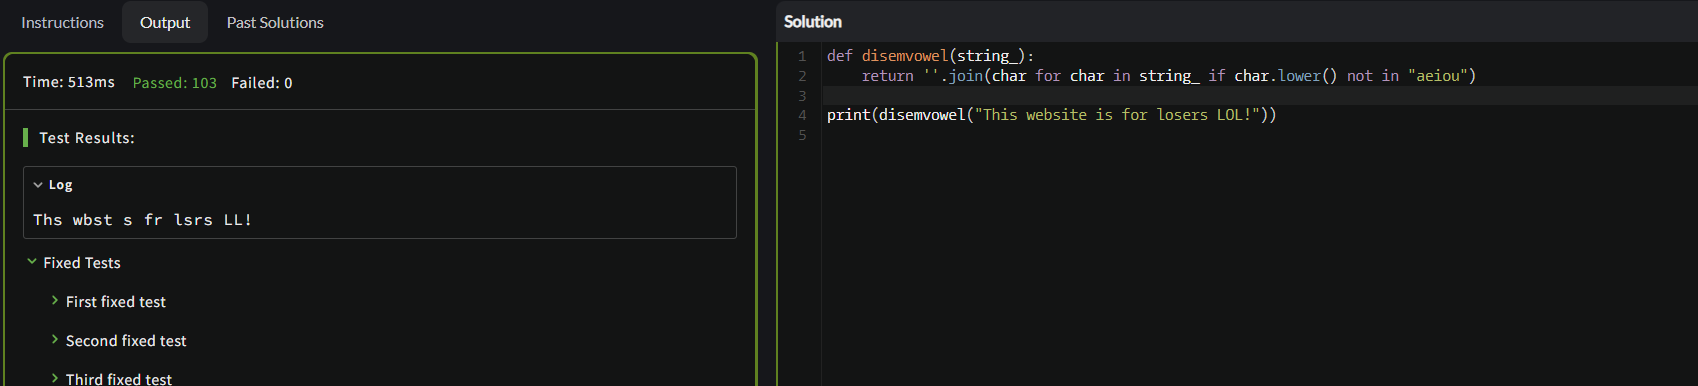 Instructions Output Past Solutions
Time: 513ms Passed: 103 Failed: 0
Test Results:
Log
Ths wbst s fr lsrs LL!
Fixed Tests
First fixed test
Second fixed test
Third fixed test
Solution
1 def disemvowel(string_):
2     return ''.join(char for char in string_ if char.lower() not in "aeiou")
3
4 print(disemvowel("This website is for losers LOL!"))
5